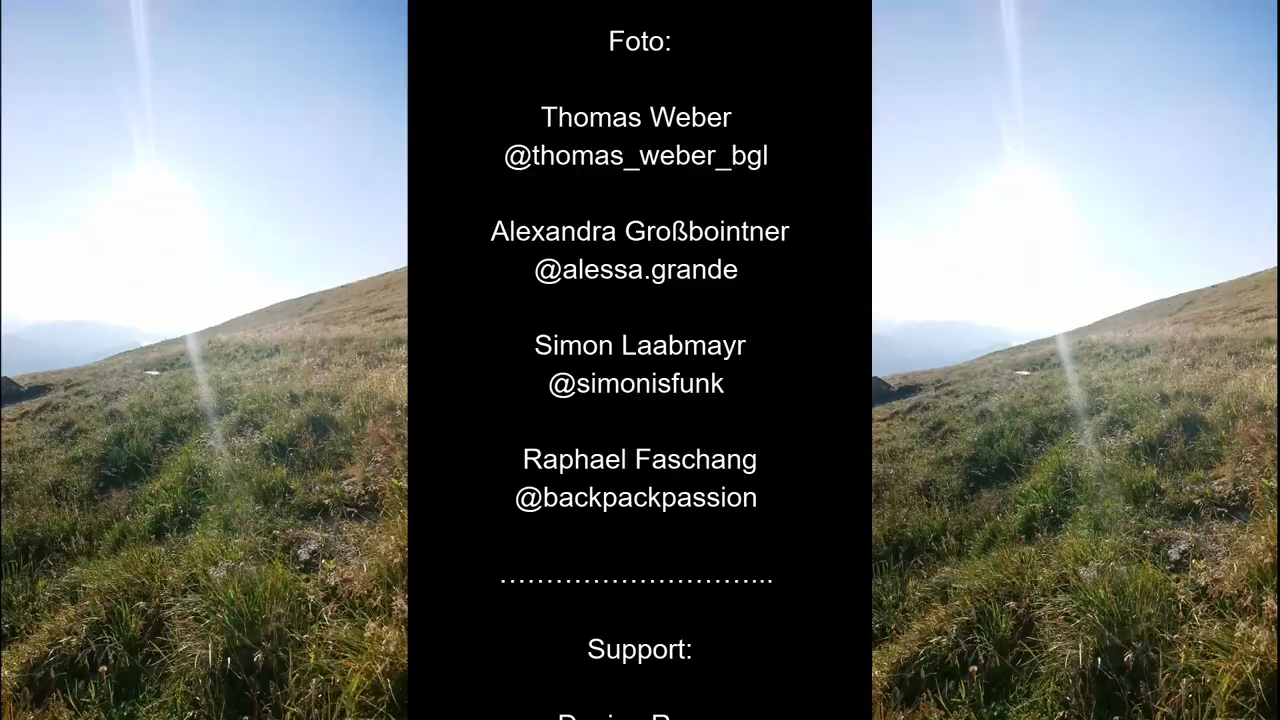 Foto:
Thomas Weber
@thomas_weber_bgl
Alexandra Großbointner
@alessa.grande
Simon Laabmayr
@simonisfunk
Raphael Faschang
@backpackpassion
…………………………...
Support: